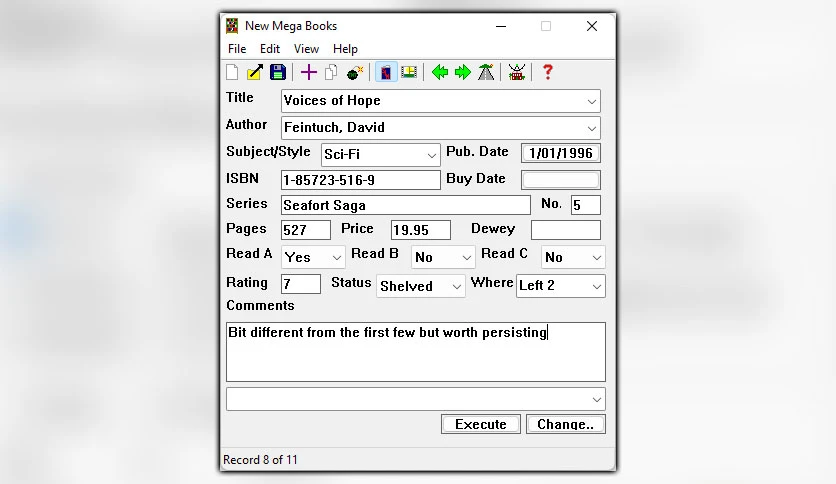 New Mega Books
File Edit View Help
?
Title Voices of Hope
Author Feintuch, David
Subject/Style Sci-Fi Pub. Date 1/01/1996
ISBN 1-85723-516-9 Buy Date
Series Seafort Saga No. 5
Pages 527 Price 19.95 Dewey
Read A Yes Read B No Read C No
Rating 7 Status Shelved Where Left 2
Comments
Bit different from the first few but worth persisting
Execute Change..
Record 8 of 11